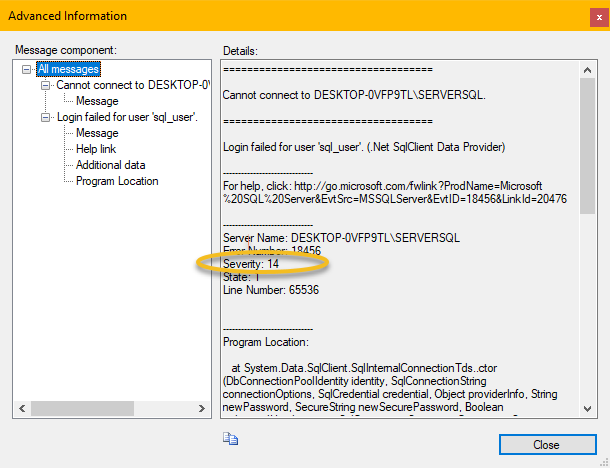 Advanced Information
Message component:
All messages
Cannot connect to DESKTOP-0V
Message
Login failed for user 'sql_user'.
Message
Help link
Additional data
Program Location
Details:
===================================
Cannot connect to DESKTOP-0VFP9TL\SERVERSQL.
===================================
Login failed for user 'sql_user'. (.Net SqlClient Data Provider)
------------------------------
For help, click: http://go.microsoft.com/fwlink?ProdName=Microsoft
%20SQL%20Server&EvtSrc=MSSQLServer&EvtID=18456&LinkId=20476
------------------------------
Server Name: DESKTOP-0VFP9TL\SERVERSQL
Error Number: 18456
Severity: 14
State: 1
Line Number: 65536
------------------------------
Program Location:
at System.Data.SqlClient.SqlInternalConnectionTds..ctor
(DbConnectionPoolIdentity identity, SqlConnectionString
connectionOptions, SqlCredential credential, Object providerInfo, String
newPassword, SecureString newSecurePassword, Boolean
Close